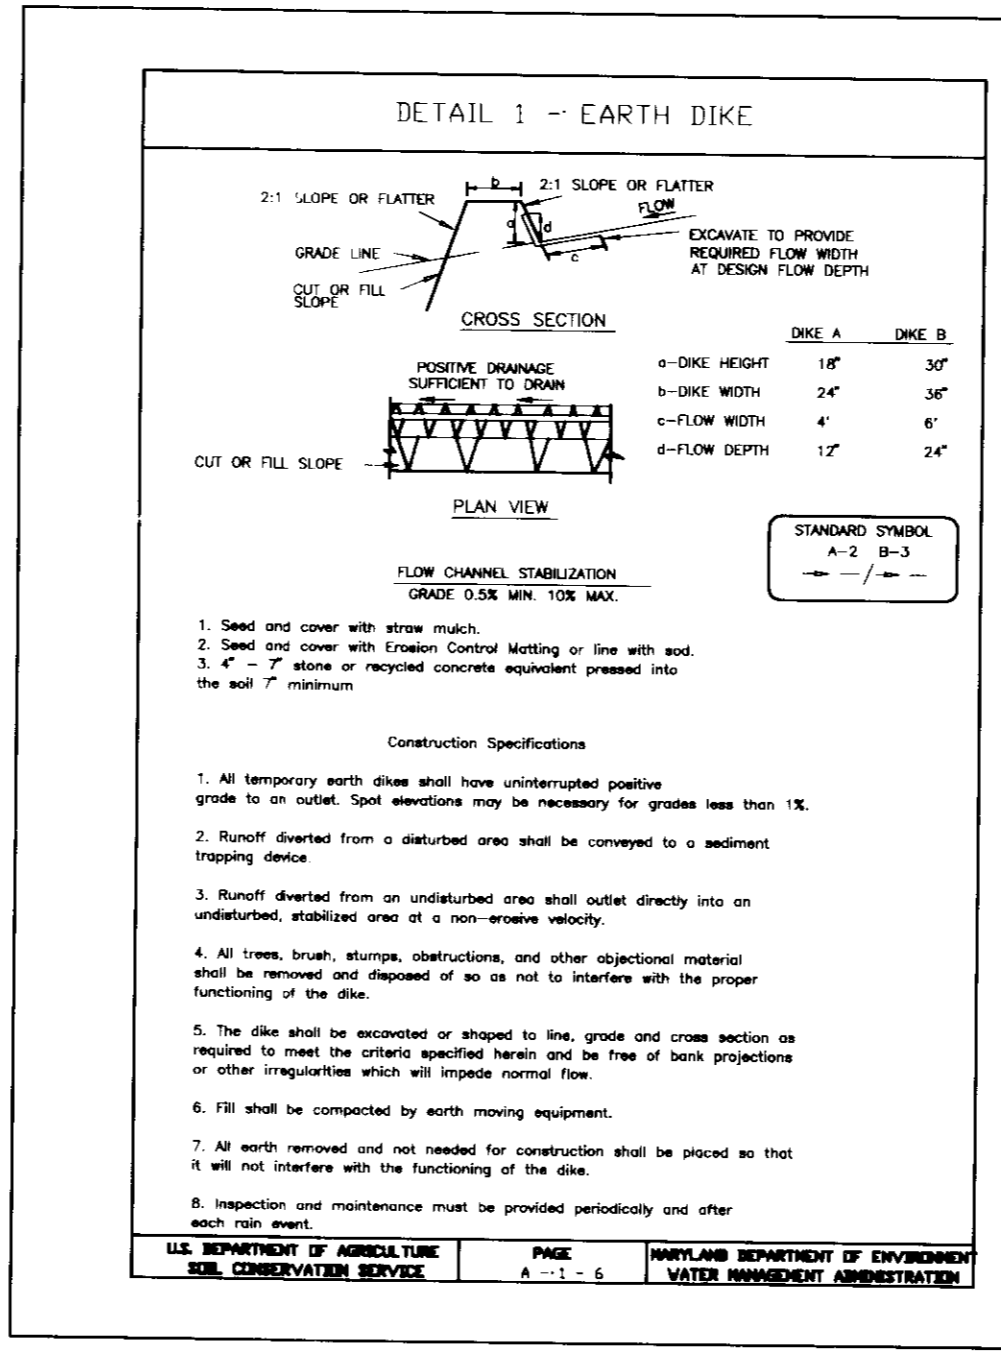 DETAIL 1 - EARTH DIKE
b
2:1 SLOPE OR FLATTER
2:1 SLOPE OR FLATTER
FLOW
a
d
EXCAVATE TO PROVIDE
REQUIRED FLOW WIDTH
AT DESIGN FLOW DEPTH
GRADE LINE
c
CUT OR FILL
SLOPE
CROSS SECTION
DIKE A DIKE B
a-DIKE HEIGHT 18" 30"
b-DIKE WIDTH 24" 36"
c-FLOW WIDTH 4' 6'
d-FLOW DEPTH 12" 24"
POSITIVE DRAINAGE
SUFFICIENT TO DRAIN
CUT OR FILL SLOPE
PLAN VIEW
STANDARD SYMBOL
A-2 B-3
FLOW CHANNEL STABILIZATION
GRADE 0.5% MIN. 10% MAX.
1. Seed and cover with straw mulch.
2. Seed and cover with Erosion Control Matting or line with sod.
3. 4" - 7" stone or recycled concrete equivalent pressed into
the soil 7" minimum
Construction Specifications
1. All temporary earth dikes shall have uninterrupted positive
grade to an outlet. Spot elevations may be necessary for grades less than 1%.
2. Runoff diverted from a disturbed area shall be conveyed to a sediment
trapping device.
3. Runoff diverted from an undisturbed area shall outlet directly into an
undisturbed, stabilized area at a non-erosive velocity.
4. All trees, brush, stumps, obstructions, and other objectional material
shall be removed and disposed of so as not to interfere with the proper
functioning of the dike.
5. The dike shall be excavated or shaped to line, grade and cross section as
required to meet the criteria specified herein and be free of bank projections
or other irregularities which will impede normal flow.
6. Fill shall be compacted by earth moving equipment.
7. All earth removed and not needed for construction shall be placed so that
it will not interfere with the functioning of the dike.
8. Inspection and maintenance must be provided periodically and after
each rain event.
U.S. DEPARTMENT OF AGRICULTURE
SOIL CONSERVATION SERVICE
PAGE
A - 1 - 6
MARYLAND DEPARTMENT OF ENVIRONMENT
WATER MANAGEMENT ADMINISTRATION